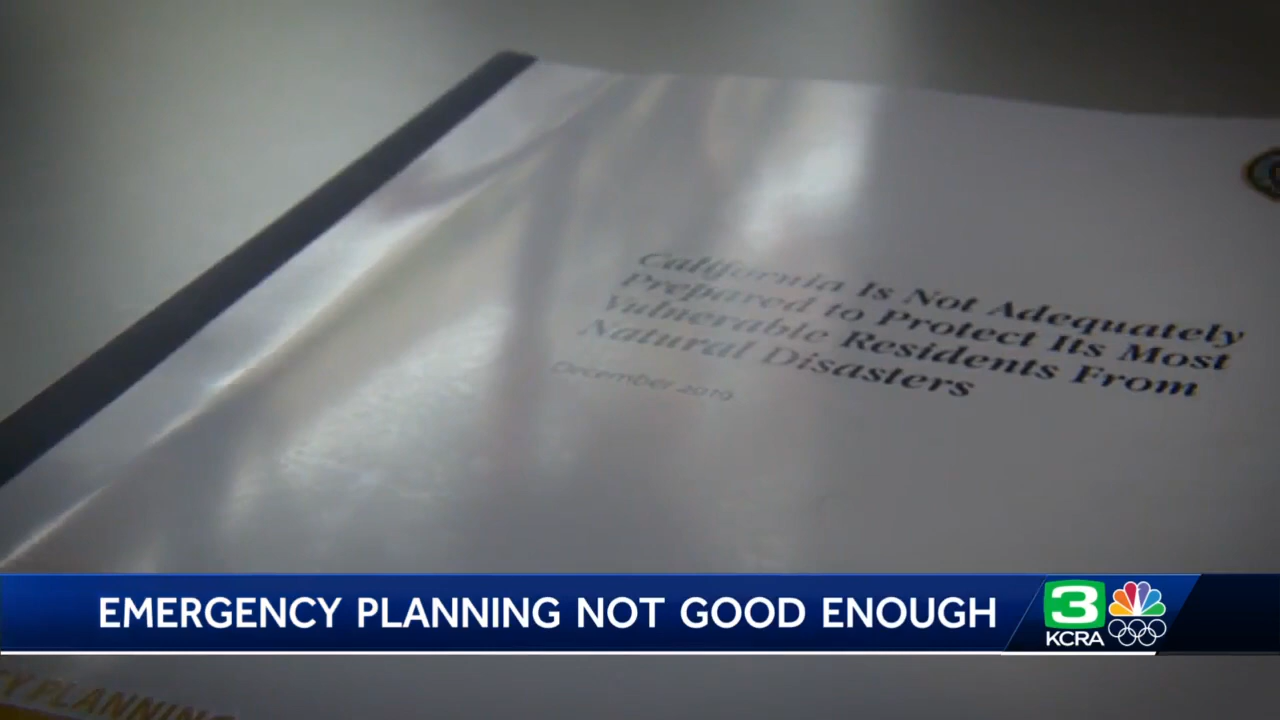 California Is Not Adequately
Prepared to Protect Its Most
Vulnerable Residents From
Natural Disasters
December 2019
EMERGENCY PLANNING NOT GOOD ENOUGH
3
KCRA
Y PLANNING